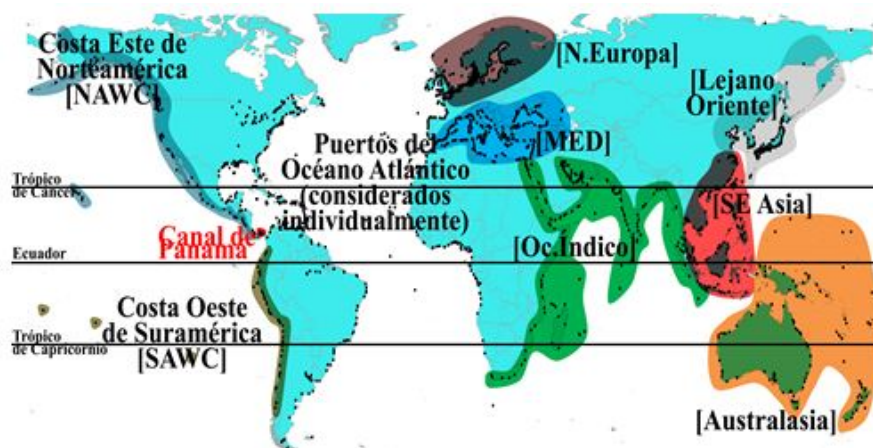 Costa Este de
Norteamérica
[NAWC]
[N.Europa]
[Lejano
Oriente]
Puertos del
Océano Atlántico
(considerados
individualmente)
[MED]
Trópico
de Cáncer
[SE Asia]
Canal de
Panamá
[Oc.Índico]
Ecuador
Costa Oeste
de Suramérica
[SAWC]
Trópico
de Capricornio
[Australasia]